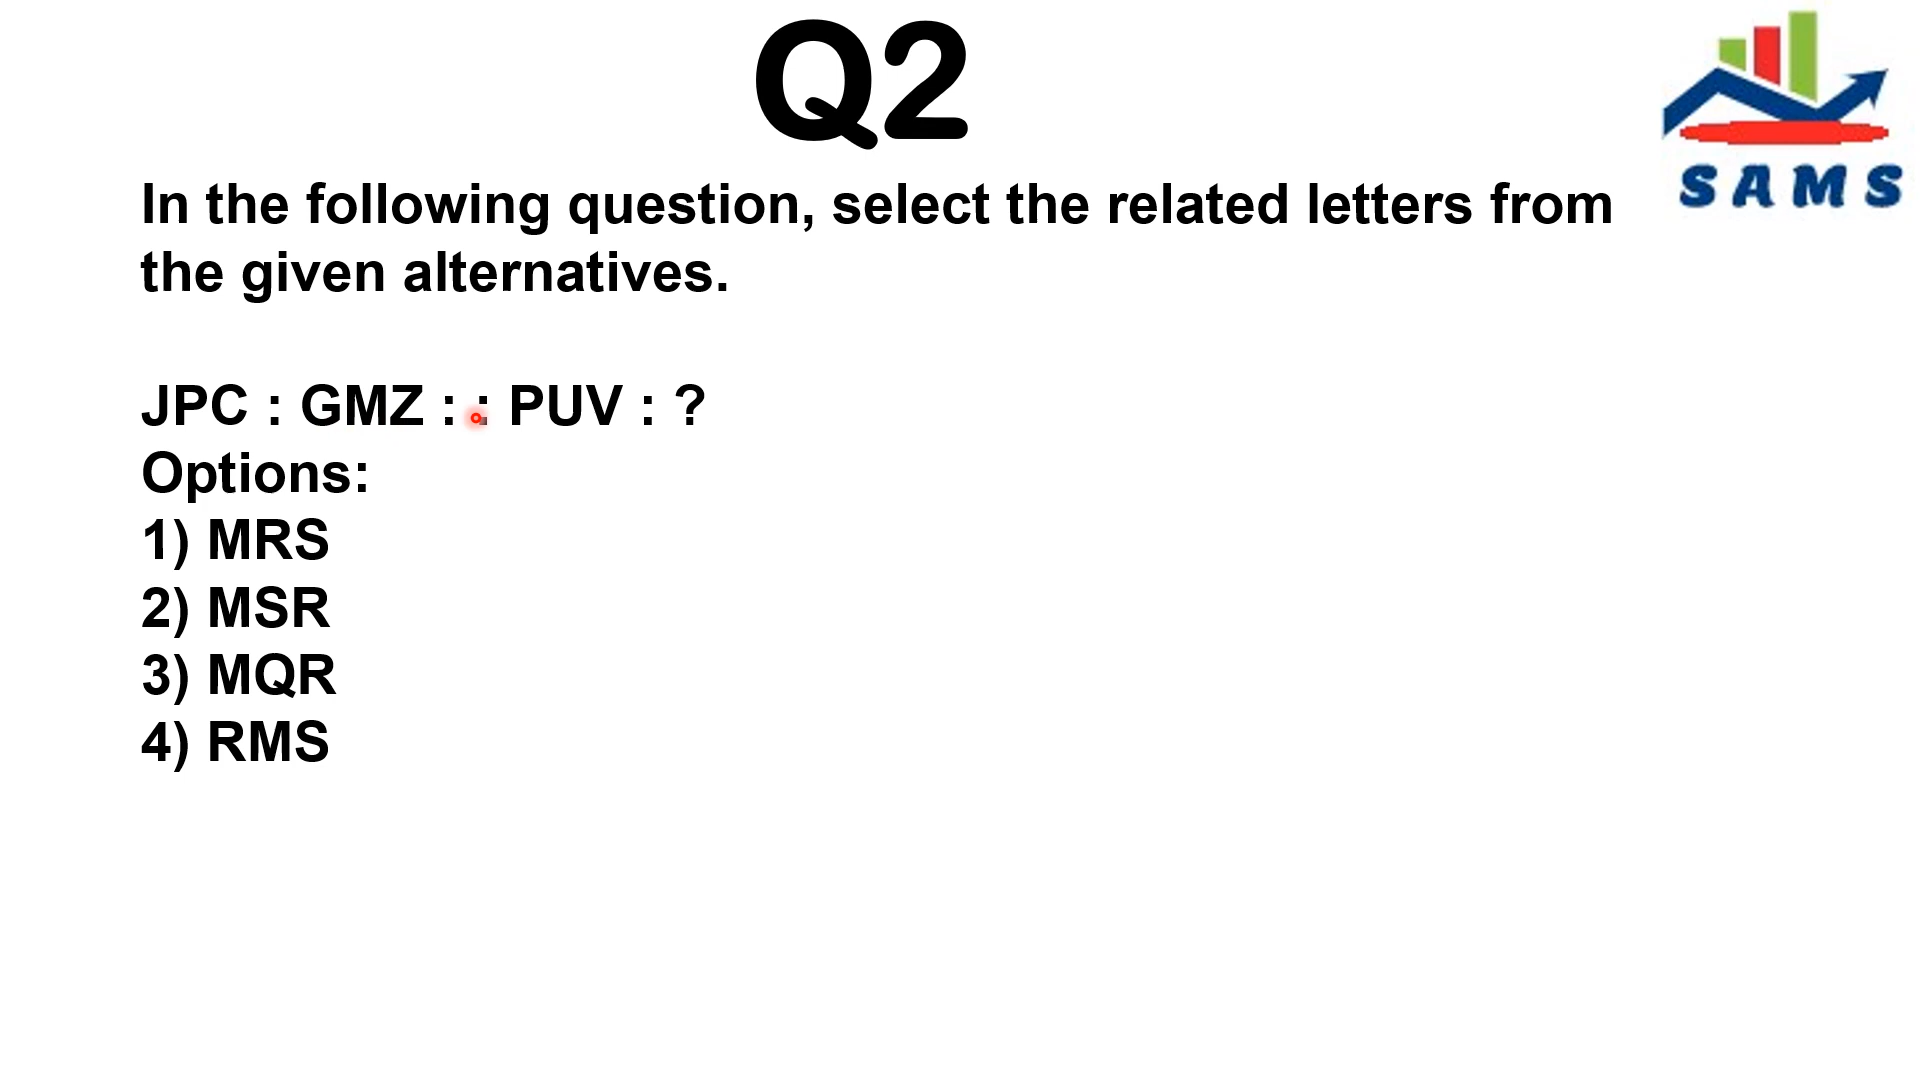 Q2
SAMS
In the following question, select the related letters from
the given alternatives.
JPC : GMZ : : PUV : ?
Options:
1) MRS
2) MSR
3) MQR
4) RMS